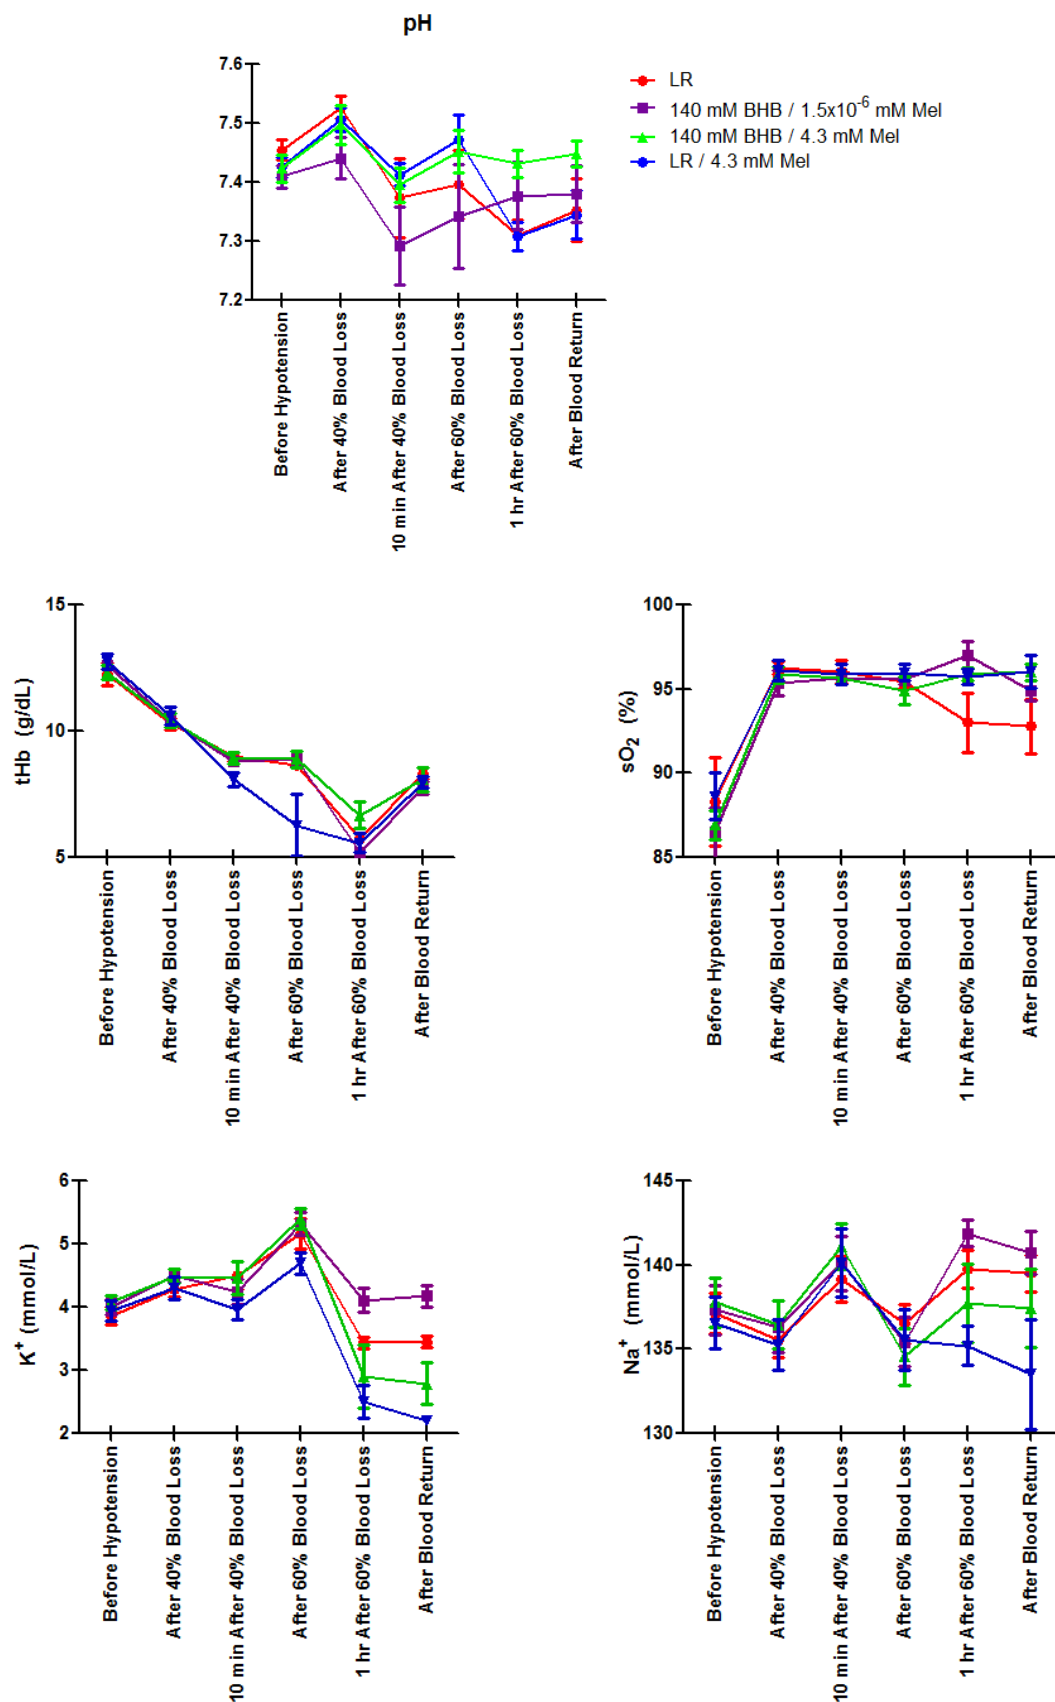 pH
7.6
7.5
7.4
7.3
7.2
LR
140 mM BHB / 1.5x10⁻⁶ mM Mel
140 mM BHB / 4.3 mM Mel
LR / 4.3 mM Mel
Before Hypotension
After 40% Blood Loss
10 min After 40% Blood Loss
After 60% Blood Loss
1 hr After 60% Blood Loss
After Blood Return
tHb (g/dL)
15
10
5
Before Hypotension
After 40% Blood Loss
10 min After 40% Blood Loss
After 60% Blood Loss
1 hr After 60% Blood Loss
After Blood Return
sO₂ (%)
100
95
90
85
Before Hypotension
After 40% Blood Loss
10 min After 40% Blood Loss
After 60% Blood Loss
1 hr After 60% Blood Loss
After Blood Return
K⁺ (mmol/L)
6
5
4
3
2
Before Hypotension
After 40% Blood Loss
10 min After 40% Blood Loss
After 60% Blood Loss
1 hr After 60% Blood Loss
After Blood Return
Na⁺ (mmol/L)
145
140
135
130
Before Hypotension
After 40% Blood Loss
10 min After 40% Blood Loss
After 60% Blood Loss
1 hr After 60% Blood Loss
After Blood Return